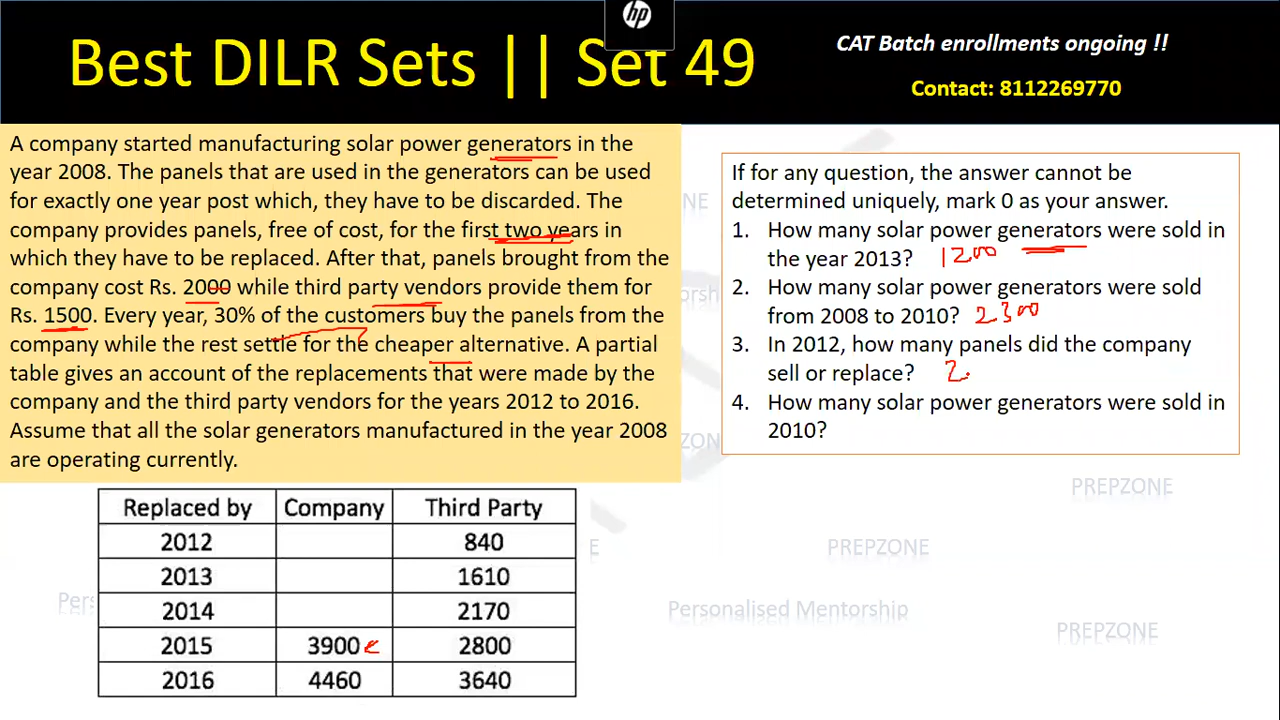 hp
Best DILR Sets || Set 49
CAT Batch enrollments ongoing !!
Contact: 8112269770
A company started manufacturing solar power generators in the
year 2008. The panels that are used in the generators can be used
for exactly one year post which, they have to be discarded. The
company provides panels, free of cost, for the first two years in
which they have to be replaced. After that, panels brought from the
company cost Rs. 2000 while third party vendors provide them for
Rs. 1500. Every year, 30% of the customers buy the panels from the
company while the rest settle for the cheaper alternative. A partial
table gives an account of the replacements that were made by the
company and the third party vendors for the years 2012 to 2016.
Assume that all the solar generators manufactured in the year 2008
are operating currently.
If for any question, the answer cannot be
determined uniquely, mark 0 as your answer.
1. How many solar power generators were sold in
the year 2013? 1200
2. How many solar power generators were sold
from 2008 to 2010? 2300
3. In 2012, how many panels did the company
sell or replace? 2
4. How many solar power generators were sold in
2010?
Replaced by Company Third Party
2012 840
2013 1610
2014 2170
2015 3900 2800
2016 4460 3640
PREPZONE
PREPZONE
Personalised Mentorship
PREPZONE